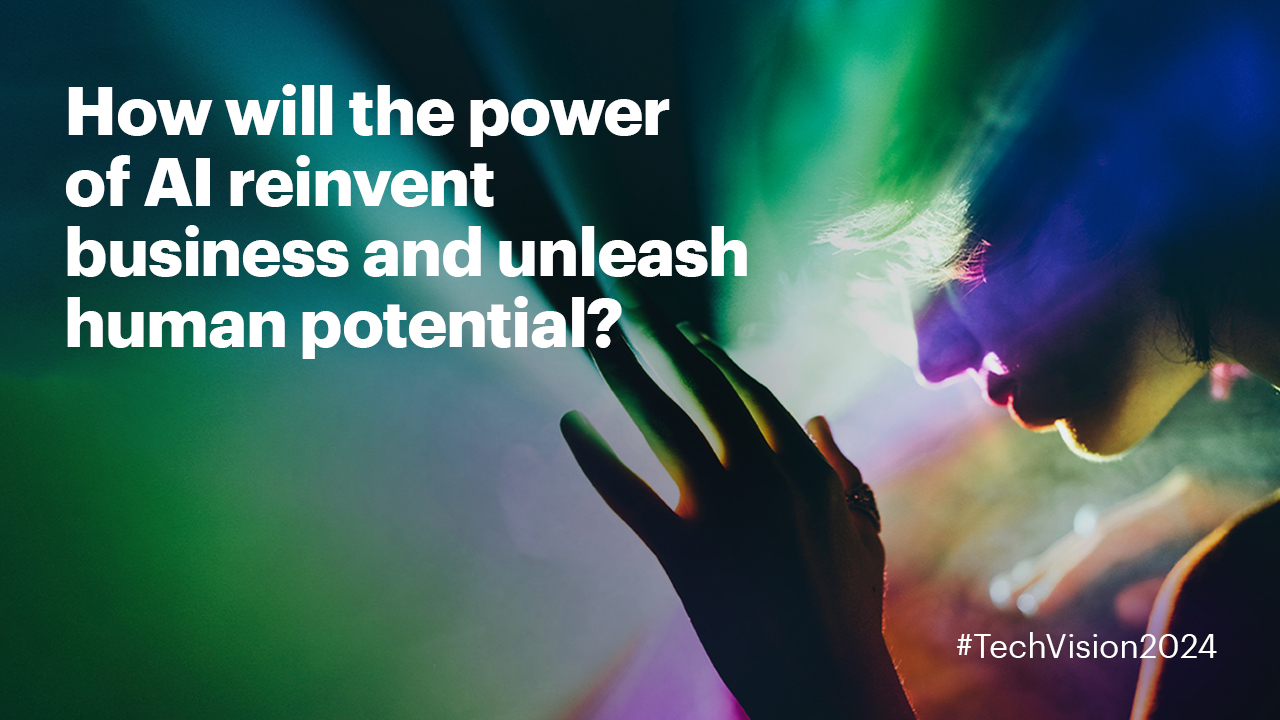 How will the power
of AI reinvent
business and unleash
human potential?
#TechVision2024